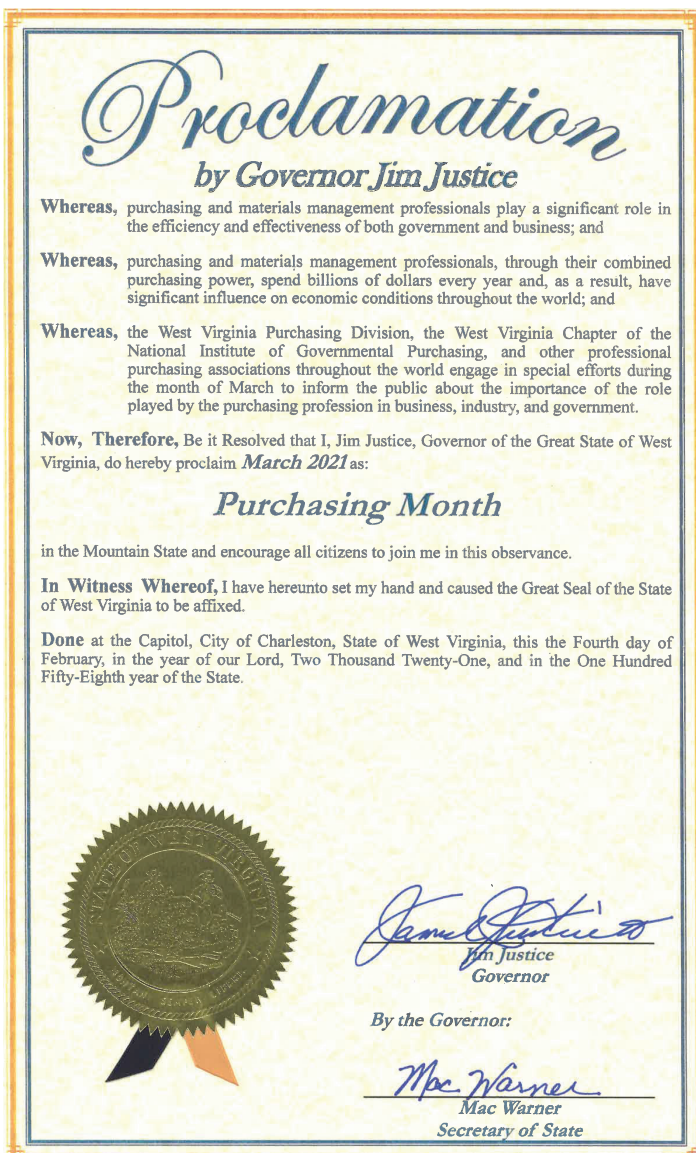 Proclamation
by Governor Jim Justice
Whereas, purchasing and materials management professionals play a significant role in
the efficiency and effectiveness of both government and business; and
Whereas, purchasing and materials management professionals, through their combined
purchasing power, spend billions of dollars every year and, as a result, have
significant influence on economic conditions throughout the world; and
Whereas, the West Virginia Purchasing Division, the West Virginia Chapter of the
National Institute of Governmental Purchasing, and other professional
purchasing associations throughout the world engage in special efforts during
the month of March to inform the public about the importance of the role
played by the purchasing profession in business, industry, and government.
Now, Therefore, Be it Resolved that I, Jim Justice, Governor of the Great State of West
Virginia, do hereby proclaim March 2021 as:
Purchasing Month
in the Mountain State and encourage all citizens to join me in this observance.
In Witness Whereof, I have hereunto set my hand and caused the Great Seal of the State
of West Virginia to be affixed.
Done at the Capitol, City of Charleston, State of West Virginia, this the Fourth day of
February, in the year of our Lord, Two Thousand Twenty-One, and in the One Hundred
Fifty-Eighth year of the State.
STATE OF WEST VIRGINIA
SEMPER
James Justice
Jim Justice
Governor
By the Governor:
Mac Warner
Mac Warner
Secretary of State